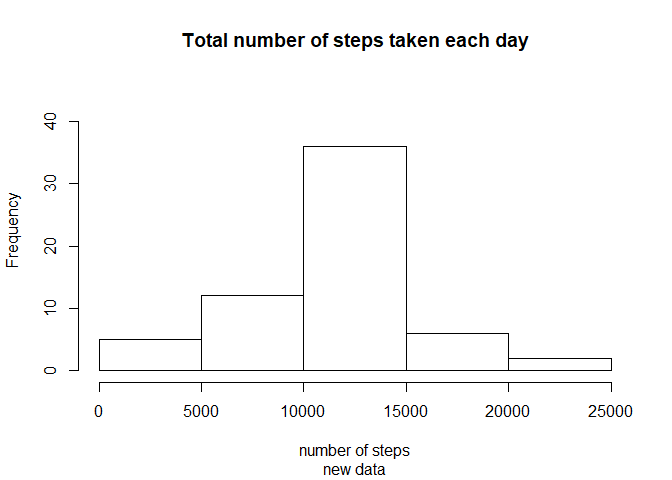 Total number of steps taken each day
Frequency
40
30
20
10
0
0 5000 10000 15000 20000 25000
number of steps
new data